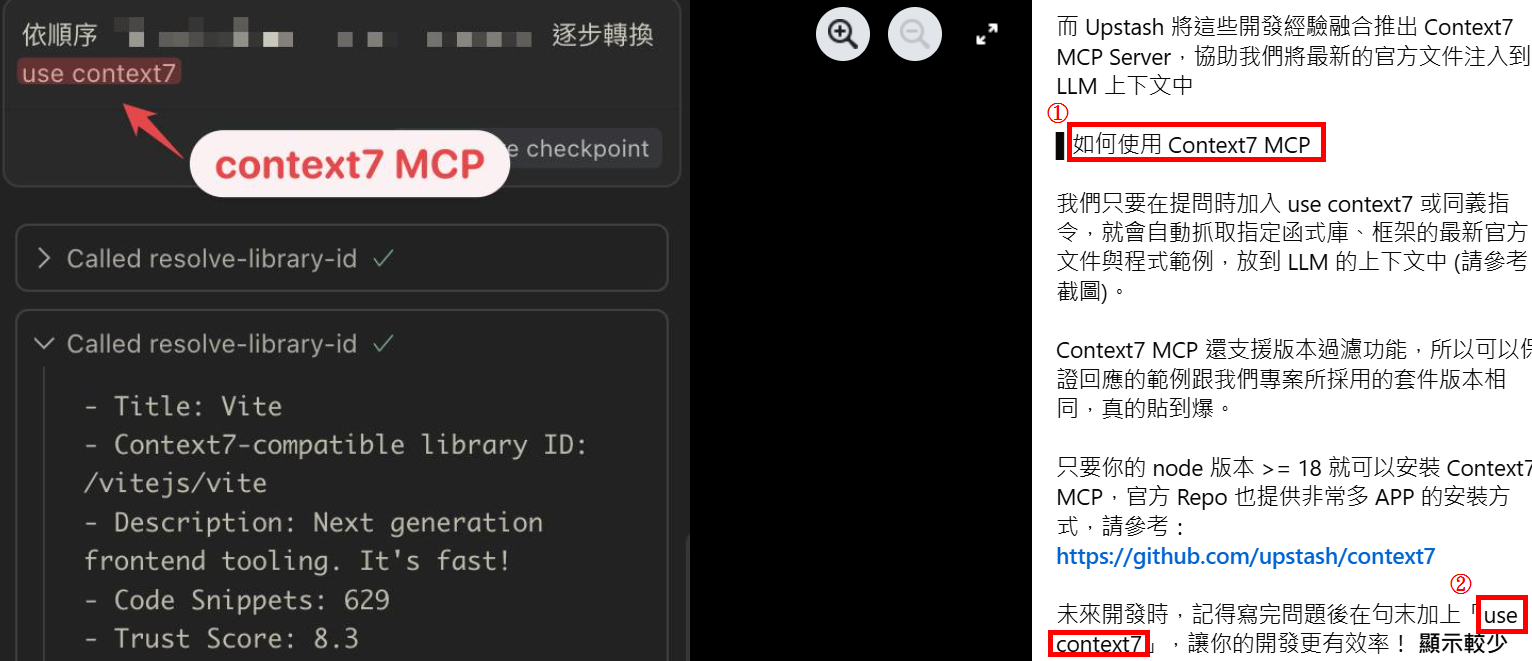 依順序 逐步轉換
use context7
context7 MCP
checkpoint
Called resolve-library-id
Called resolve-library-id
- Title: Vite
- Context7-compatible library ID:
/vitejs/vite
- Description: Next generation
frontend tooling. It's fast!
- Code Snippets: 629
- Trust Score: 8.3
而 Upstash 將這些開發經驗融合推出 Context7
MCP Server，協助我們將最新的官方文件注入到
LLM 上下文中
①
如何使用 Context7 MCP
我們只要在提問時加入 use context7 或同義指
令，就會自動抓取指定函式庫、框架的最新官方
文件與程式範例，放到 LLM 的上下文中 (請參考
截圖)。
Context7 MCP 還支援版本過濾功能，所以可以保
證回應的範例跟我們專案所採用的套件版本相
同，真的貼到爆。
只要你的 node 版本 >= 18 就可以安裝 Context7
MCP，官方 Repo 也提供非常多 APP 的安裝方
式，請參考：
https://github.com/upstash/context7
②
未來開發時，記得寫完問題後在句末加上「use
context7」，讓你的開發更有效率！ 顯示較少